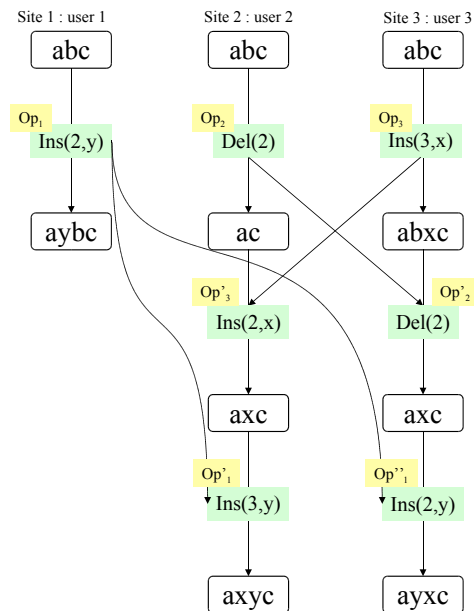 Site 1 : user 1 Site 2 : user 2 Site 3 : user 3
abc abc abc
Op₁ Op₂ Op₃
Ins(2,y) Del(2) Ins(3,x)
aybc ac abxc
Op’₃ Op’₂
Ins(2,x) Del(2)
axc axc
Op’₁ Op’’₁
Ins(3,y) Ins(2,y)
axyc ayxc